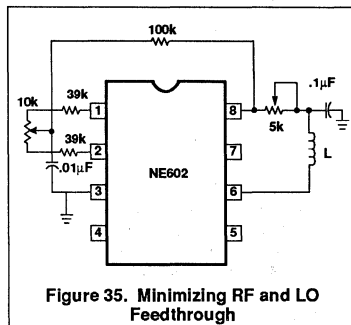 100k
10k
39k
1
8
.1μF
5k
39k
2
7
.01μF
NE602
L
3
6
4
5
Figure 35. Minimizing RF and LO
Feedthrough